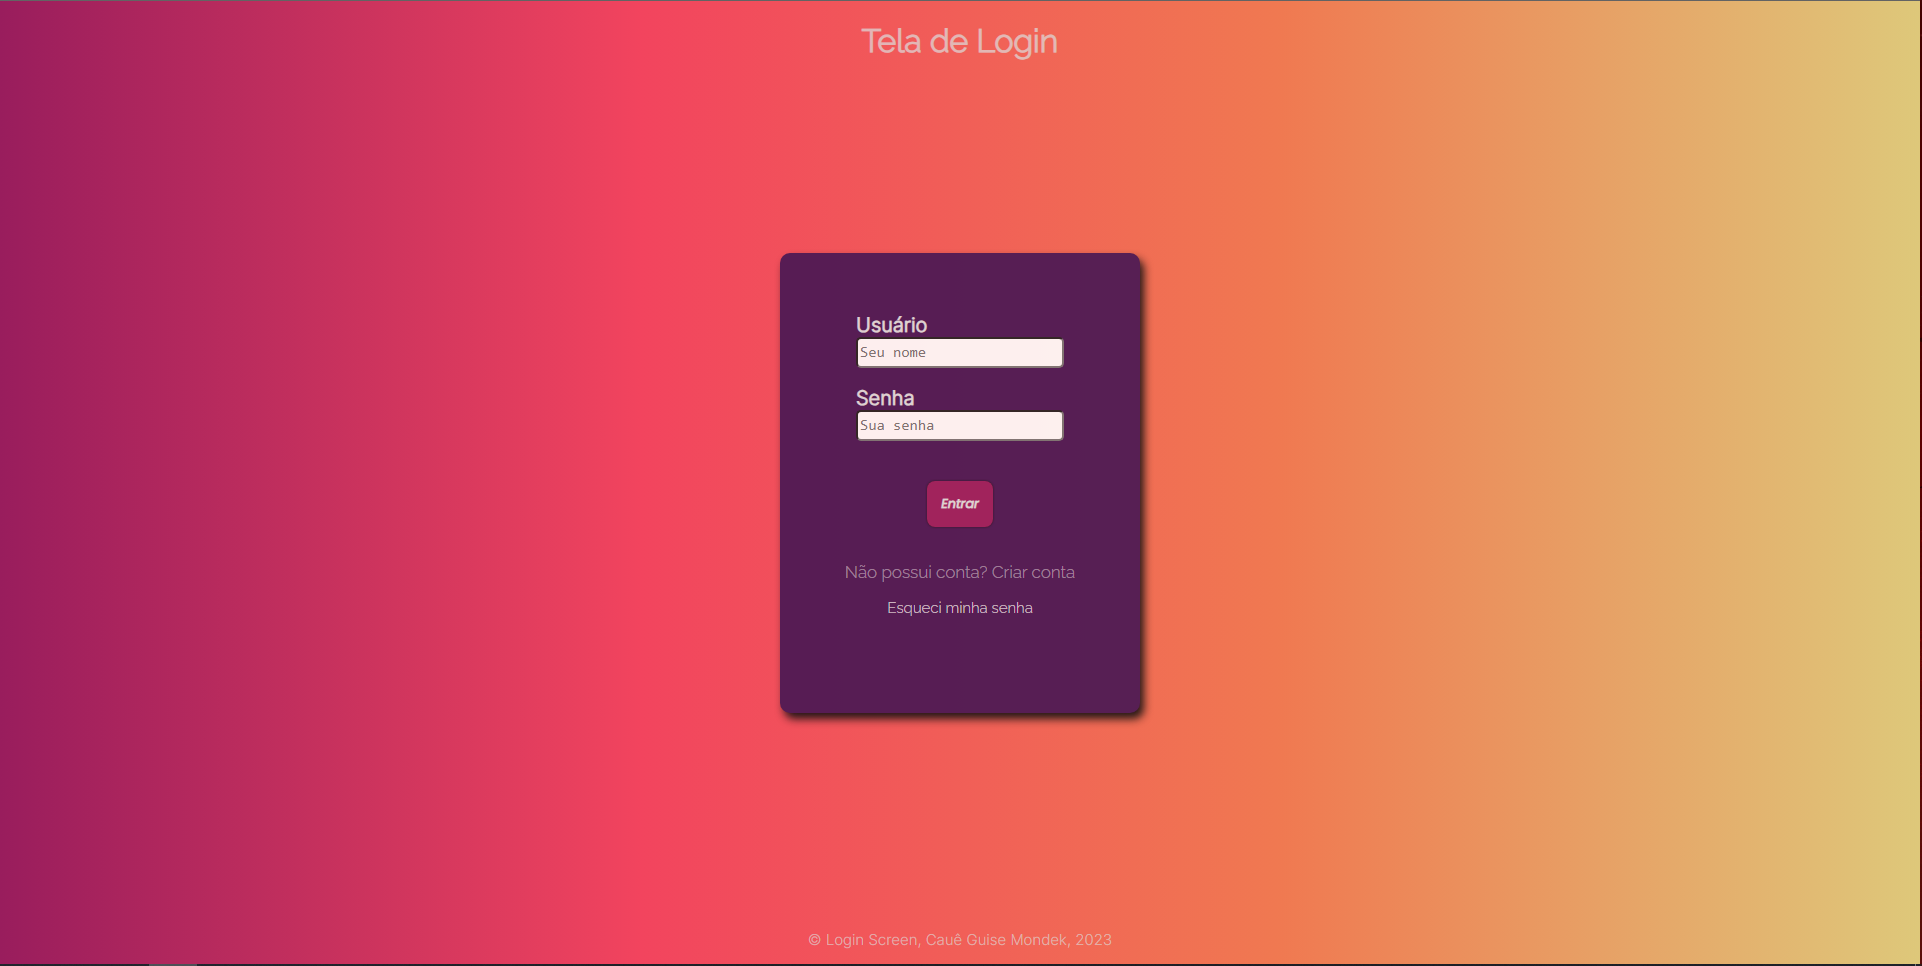 Tela de Login
Usuário
Seu nome
Senha
Sua senha
Entrar
Não possui conta? Criar conta
Esqueci minha senha
© Login Screen, Cauê Guise Mondek, 2023